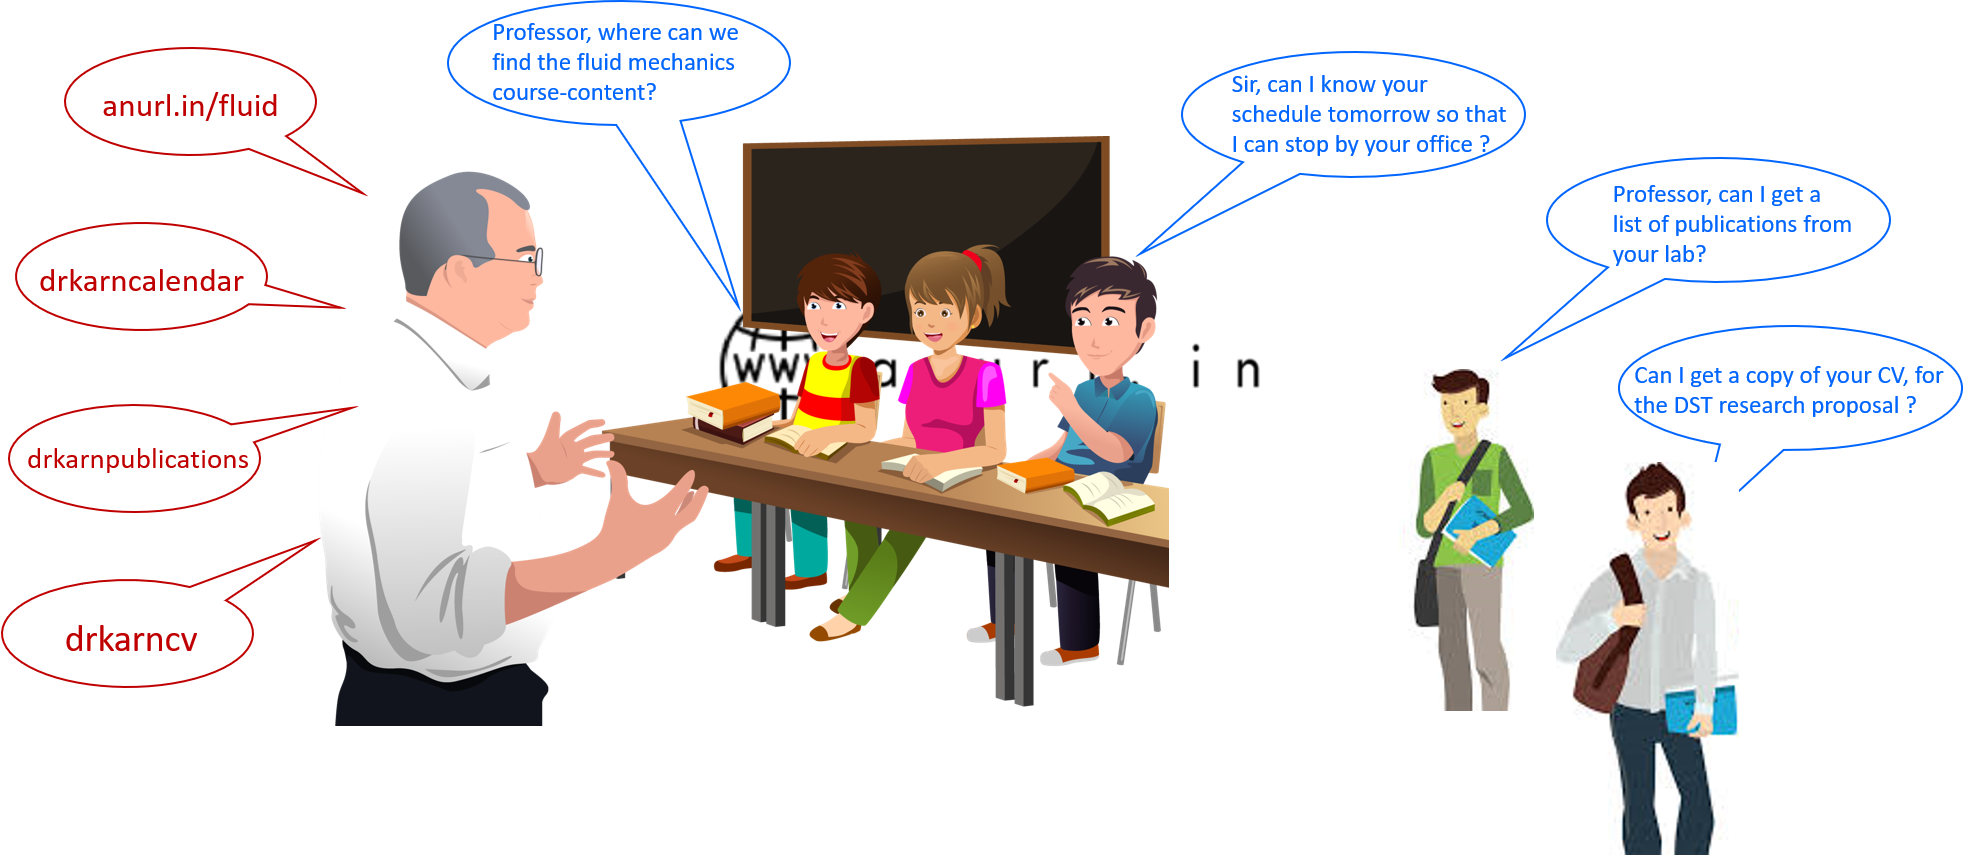 anurl.in/fluid
drkarncalendar
drkarnpublications
drkarncv
Professor, where can we
find the fluid mechanics
course-content?
Sir, can I know your
schedule tomorrow so that
I can stop by your office ?
Professor, can I get a
list of publications from
your lab?
Can I get a copy of your CV, for
the DST research proposal ?
www a u r . in